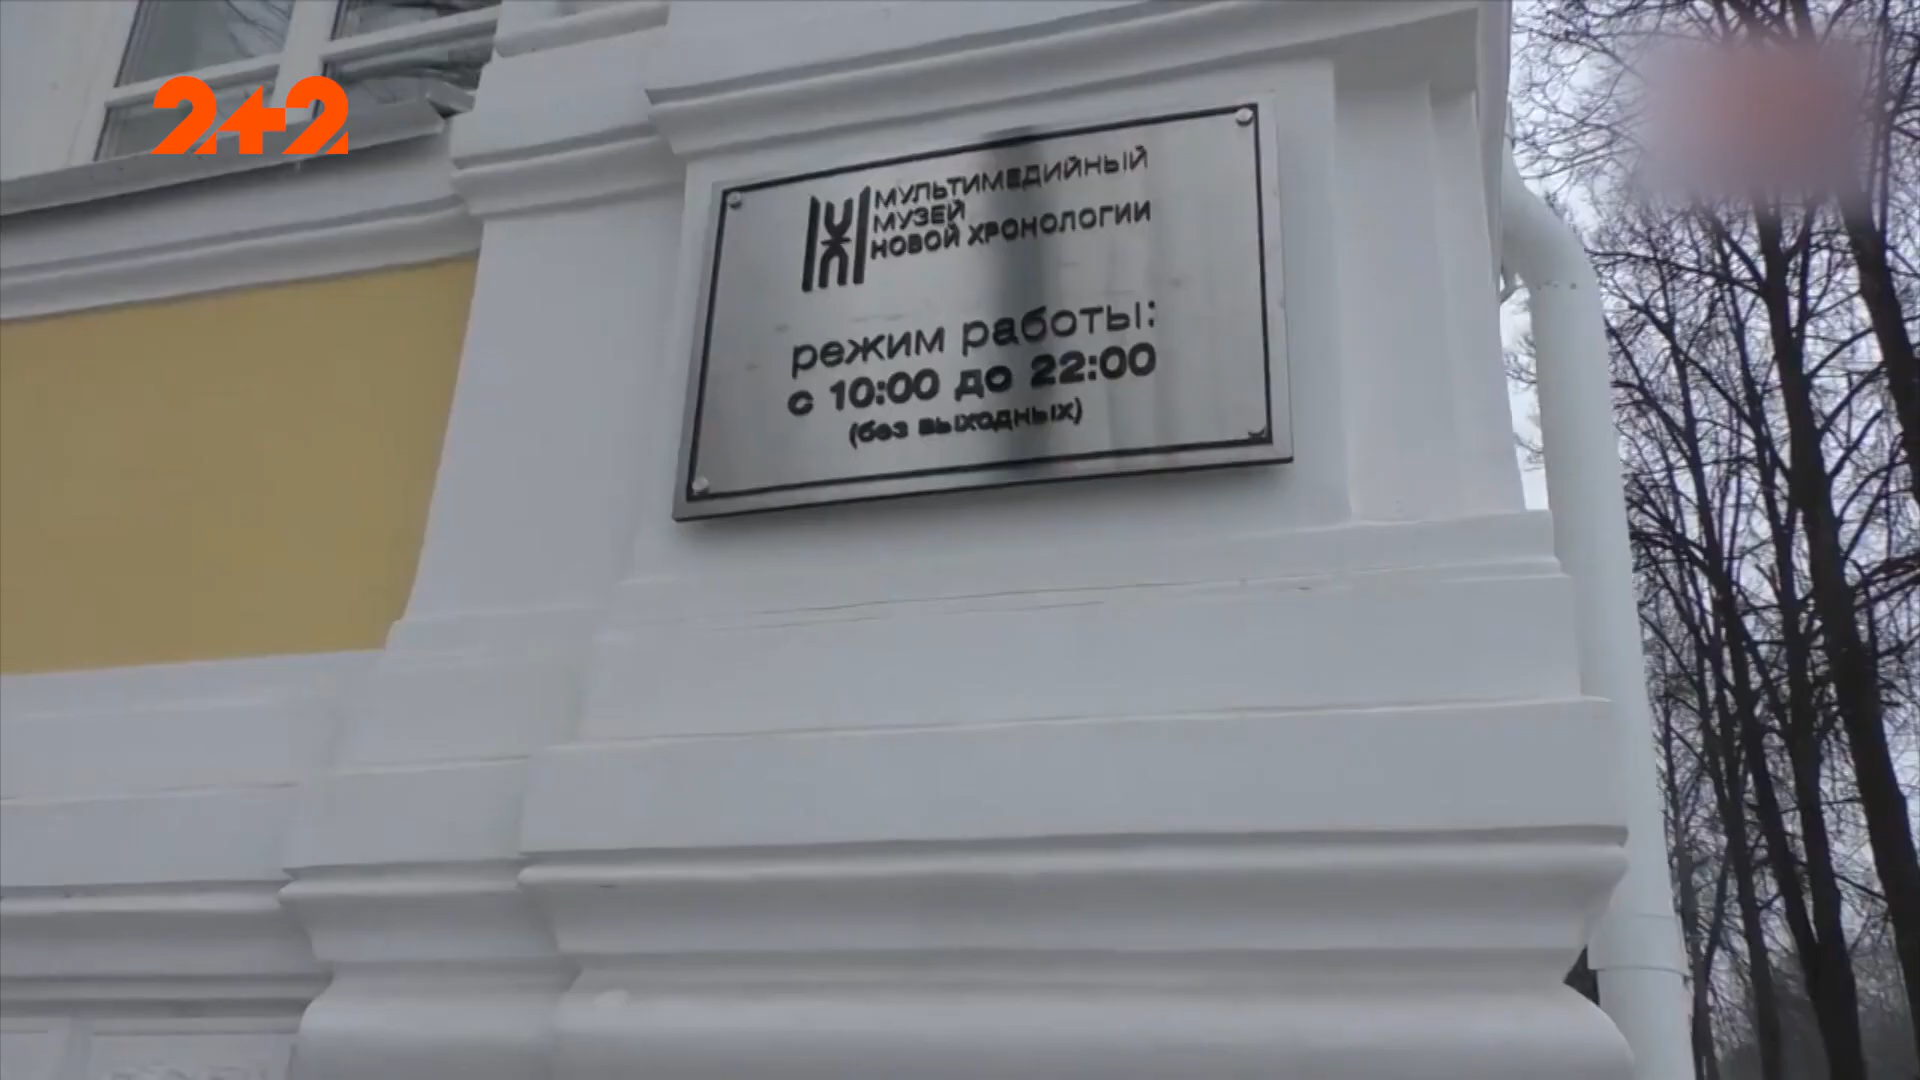 2+2
МУЛЬТИМЕДИЙНЫЙ
МУЗЕЙ
НОВОЙ ХРОНОЛОГИИ
режим работы:
с 10:00 до 22:00
(без выходных)